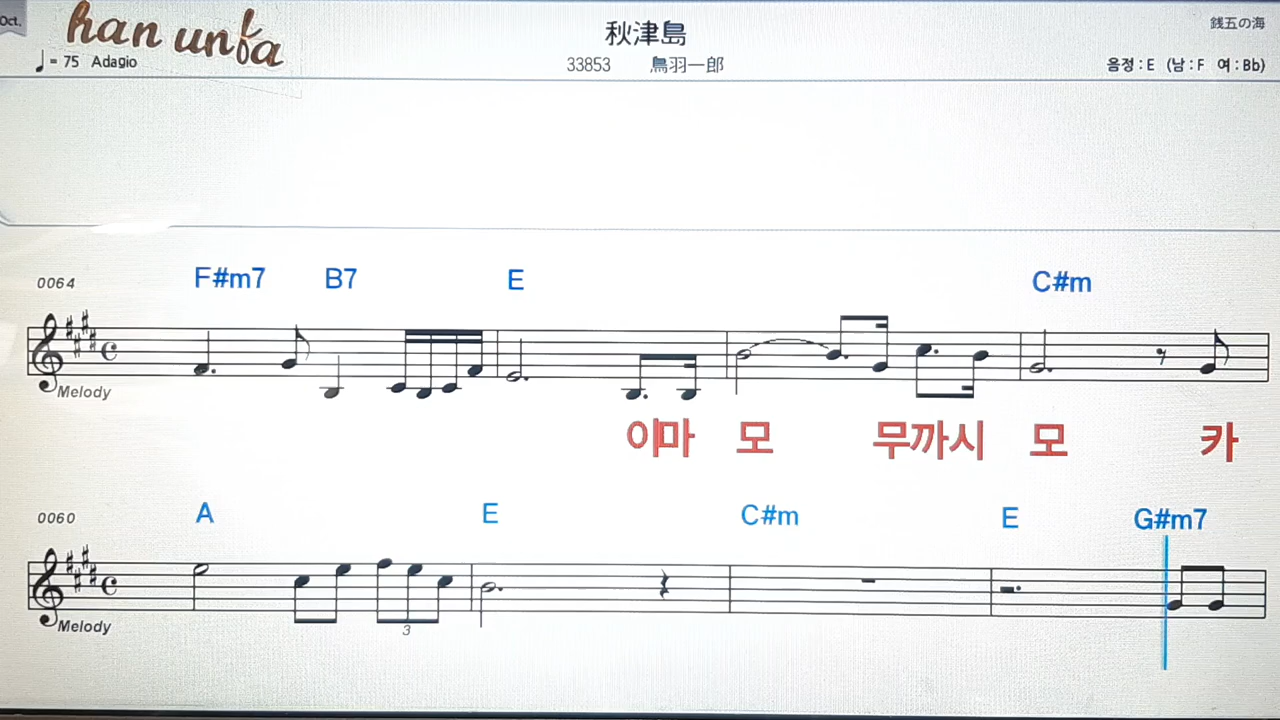 Oct.
han unfa
秋津島
銭五の海
♩= 75 Adagio
33853 鳥羽一郎
음정 : E (남 : F 여 : Bb)
0064 F#m7 B7 E C#m
Melody
이마 모 무까시 모 카
0060 A E C#m E G#m7
Melody
3